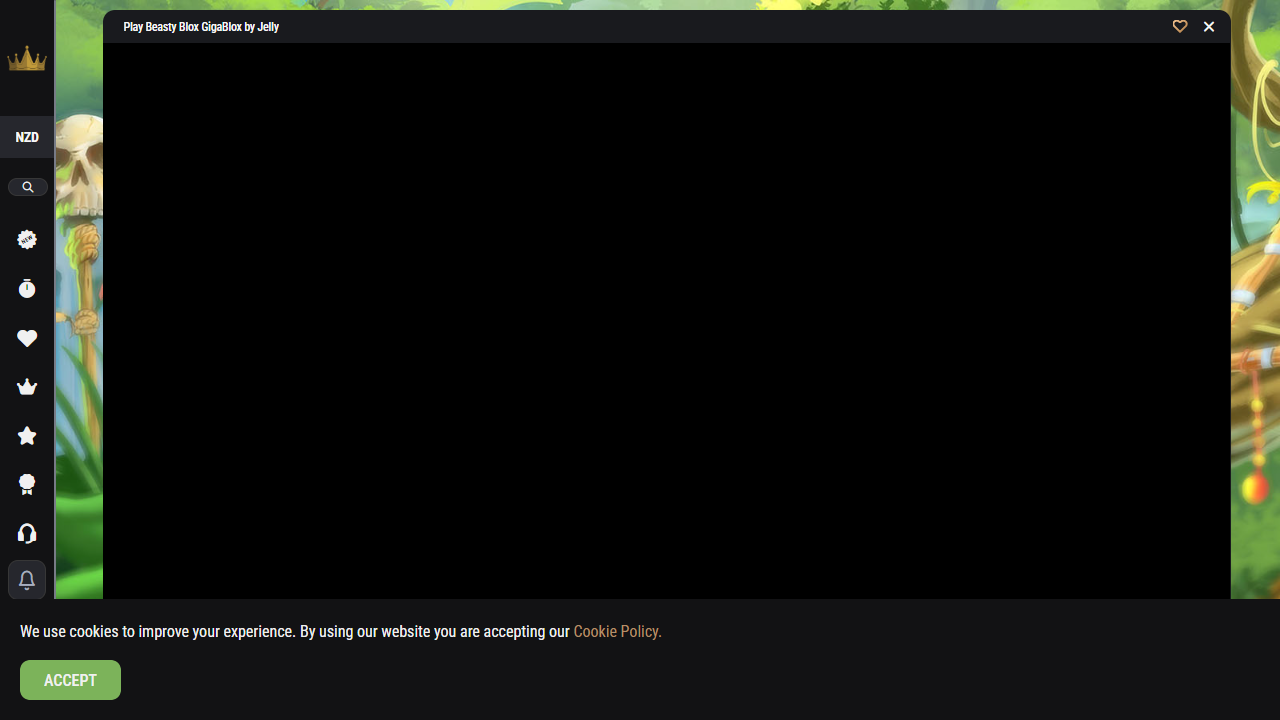 Play Beasty Blox GigaBlox by Jelly
NZD
NEW
We use cookies to improve your experience. By using our website you are accepting our Cookie Policy.
ACCEPT